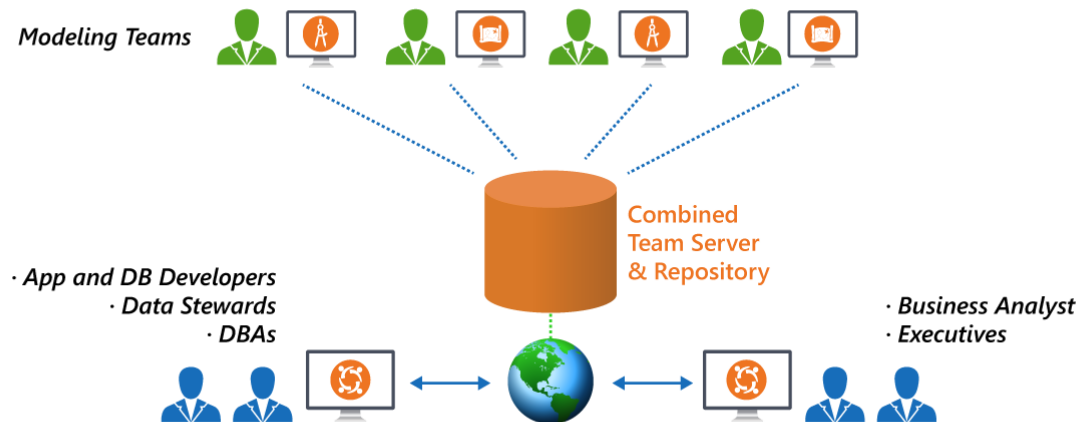 Modeling Teams
Combined
Team Server
& Repository
· App and DB Developers
· Data Stewards
· DBAs
· Business Analyst
· Executives